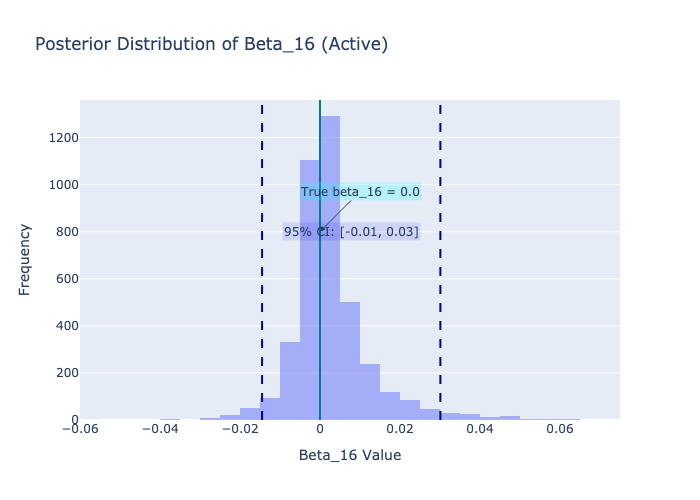 Posterior Distribution of Beta_16 (Active)
1200
1000
800
600
400
200
0
Frequency
True beta_16 = 0.0
95% CI: [-0.01, 0.03]
−0.06
−0.04
−0.02
0
0.02
0.04
0.06
Beta_16 Value